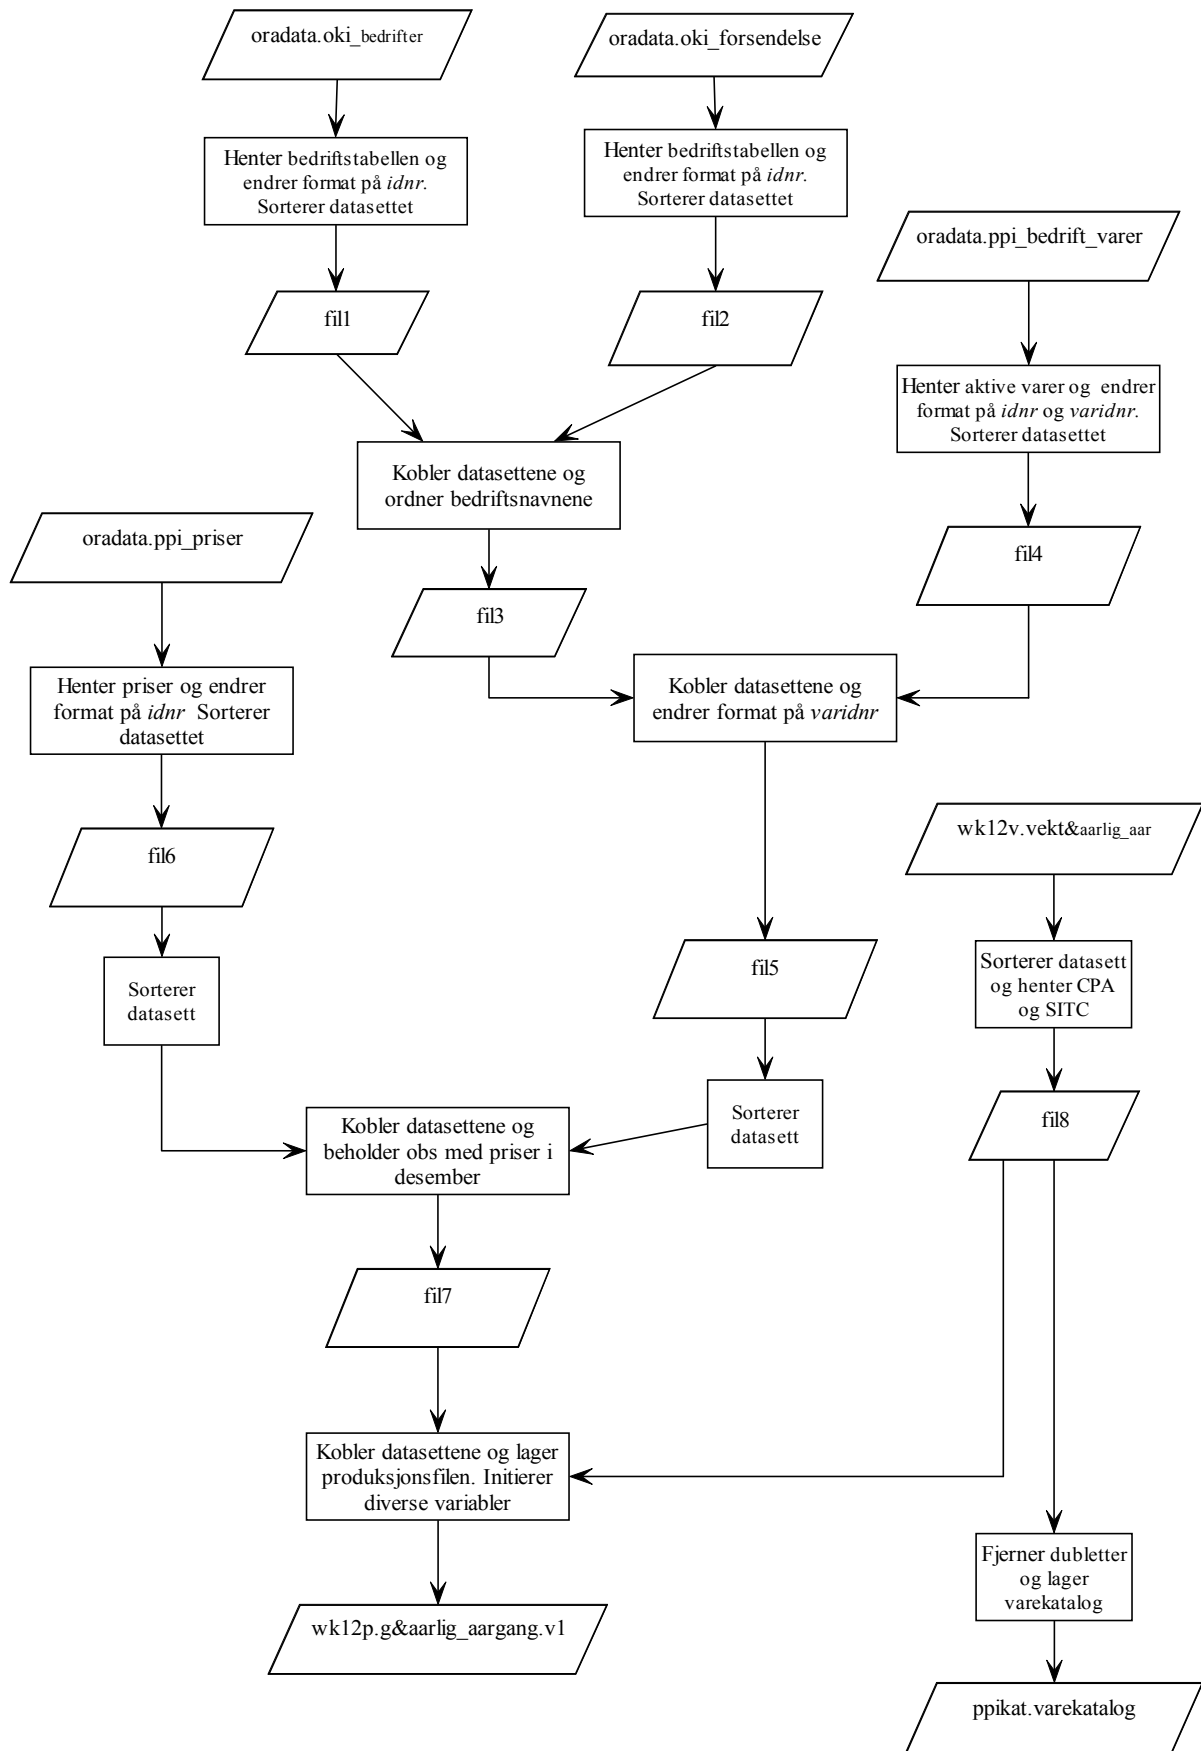 oradata.oki_bedrifter
oradata.oki_forsendelse
Henter bedriftstabellen og
endrer format på idnr.
Sorterer datasettet
Henter bedriftstabellen og
endrer format på idnr.
Sorterer datasettet
oradata.ppi_bedrift_varer
fil1
fil2
Henter aktive varer og endrer
format på idnr og varidnr.
Sorterer datasettet
Kobler datasettene og
ordner bedriftsnavnene
oradata.ppi_priser
fil4
fil3
Henter priser og endrer
format på idnr Sorterer
datasettet
Kobler datasettene og
endrer format på varidnr
wk12v.vekt&aarlig_aar
fil6
fil5
Sorterer datasett
og henter CPA
og SITC
Sorterer
datasett
Kobler datasettene og
beholder obs med priser i
desember
Sorterer
datasett
fil8
fil7
Kobler datasettene og lager
produksjonsfilen. Initierer
diverse variabler
Fjerner dubletter
og lager
varekatalog
wk12p.g&aarlig_aargang.v1
ppikat.varekatalog